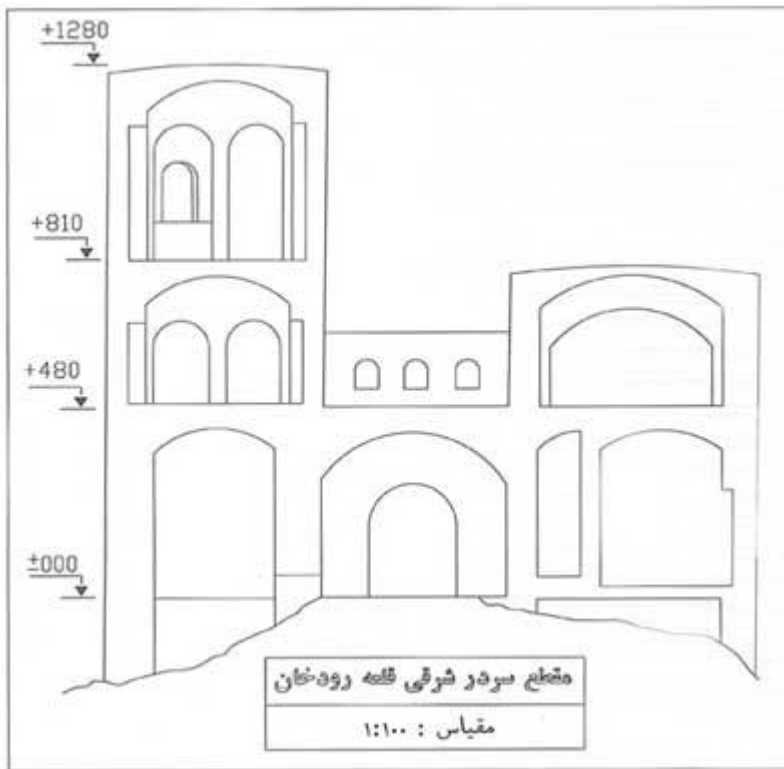 +1280
+810
+480
±000
مقطع سردر شرقی قلعه رودخان
مقیاس : ۱:۱۰۰